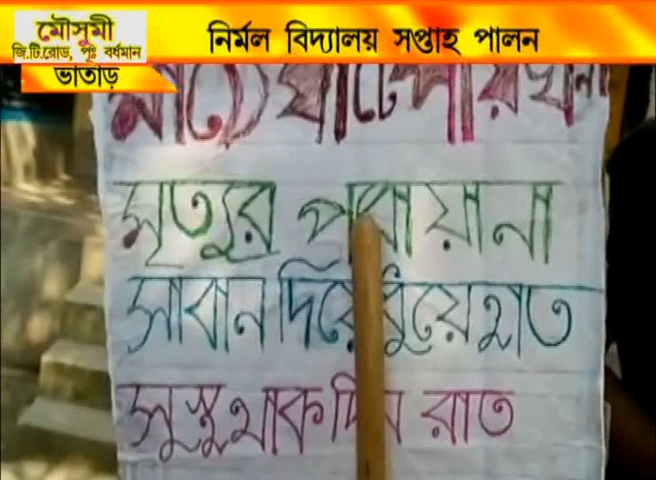 মৌসুমী
জি.টি.রোড, পূঃ বর্ধমান
নির্মল বিদ্যালয় সপ্তাহ পালন
ভাতাড়
মাঠে ঘাটে পায়খানা
মৃত্যুর পরোয়ানা
সাবান দিয়ে ধুয়ে হাত
সুস্থ থাক দিন রাত